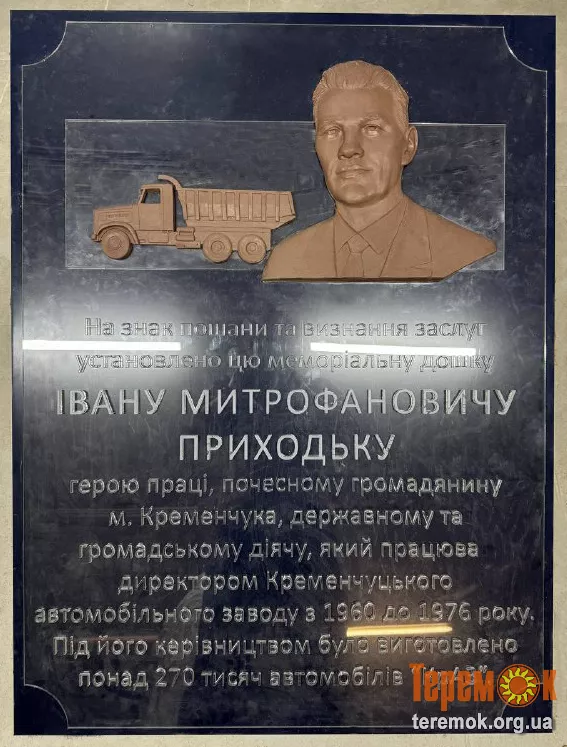 На знак пошани та визнання заслуг
установлено цю меморіальну дошку
ІВАНУ МИТРОФАНОВИЧУ
ПРИХОДЬКУ
герою праці, почесному громадянину
м. Кременчука, державному та
громадському діячу, який працюва
директором Кременчуцького
автомобільного заводу з 1960 до 1976 року.
Під його керівництвом було виготовлено
понад 270 тисяч автомобілів "КрАЗ"
Теремок
teremok.org.ua